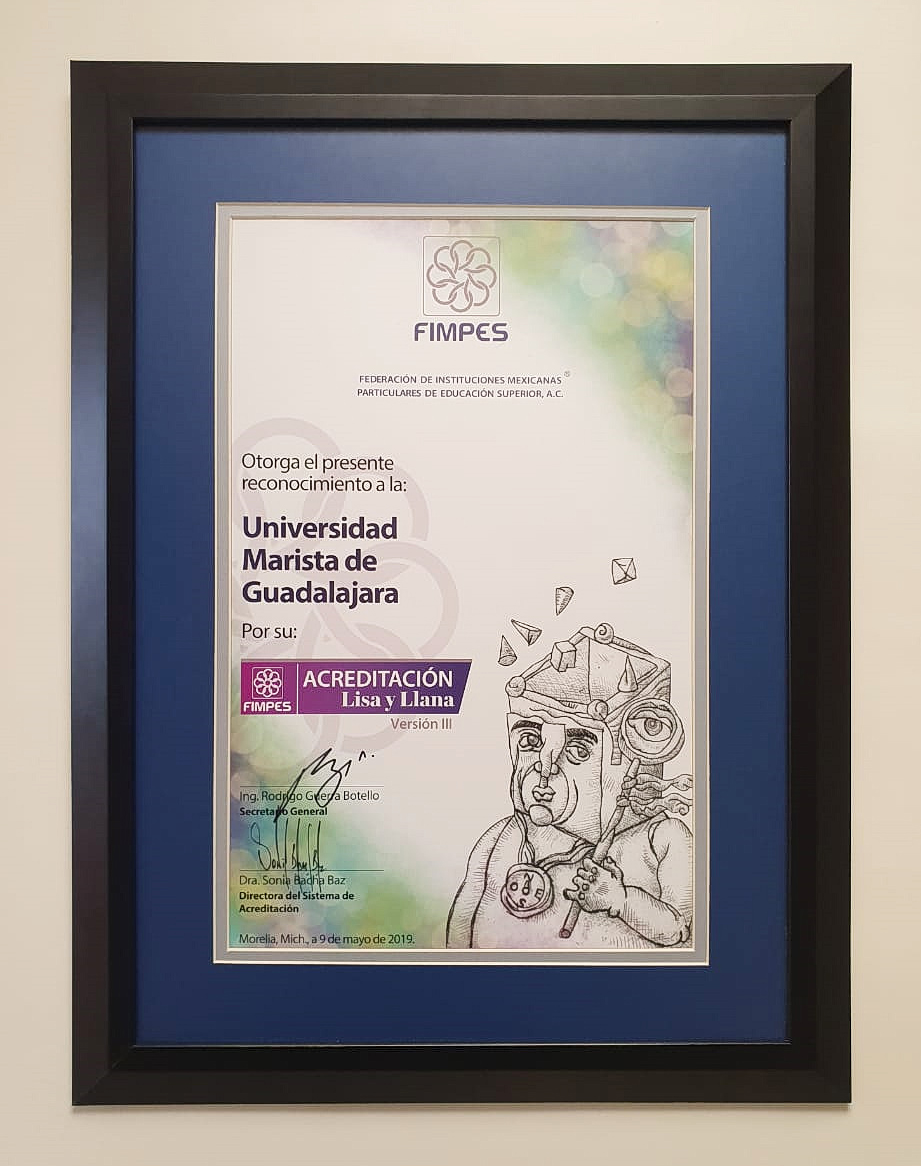 FIMPES
FEDERACIÓN DE INSTITUCIONES MEXICANAS ®
PARTICULARES DE EDUCACIÓN SUPERIOR, A.C.
Otorga el presente
reconocimiento a la:
Universidad
Marista de
Guadalajara
Por su:
FIMPES
ACREDITACIÓN
Lisa y Llana
Versión III
Ing. Rodrigo Guerra Botello
Secretario General
Dra. Sonia Bacha Baz
Directora del Sistema de
Acreditación
Morelia, Mich., a 9 de mayo de 2019.